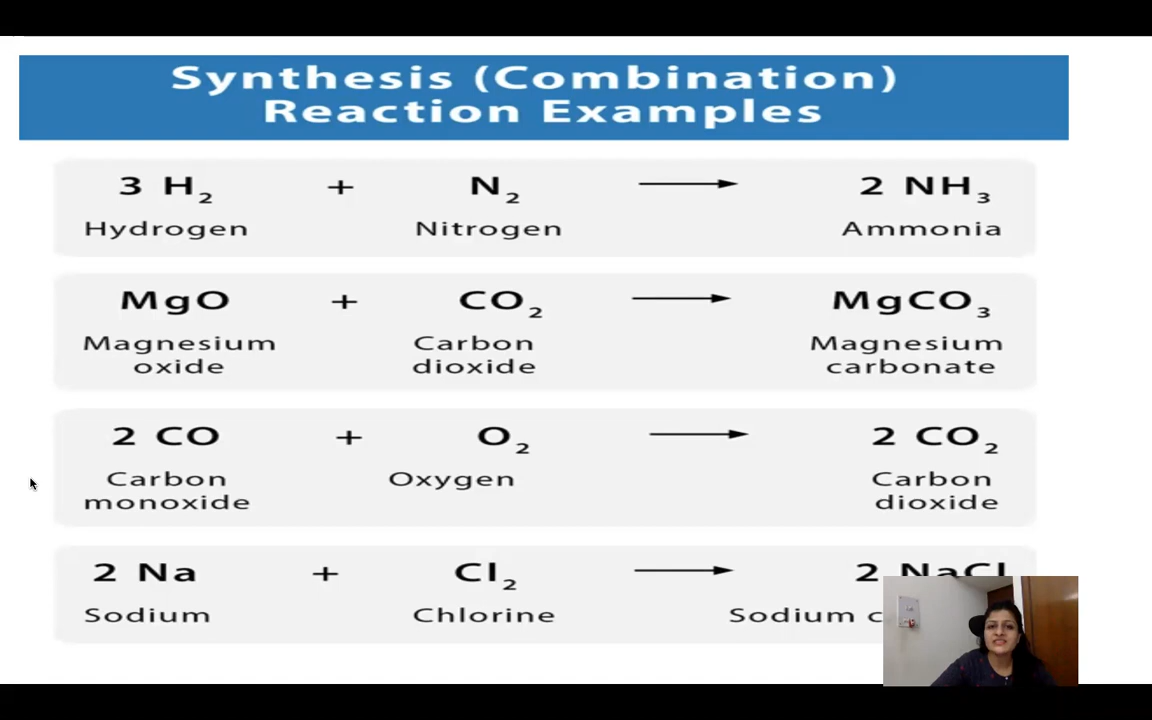 Synthesis (Combination)
Reaction Examples
3 H₂ + N₂ ⟶ 2 NH₃
Hydrogen Nitrogen Ammonia
MgO + CO₂ ⟶ MgCO₃
Magnesium Carbon Magnesium
oxide dioxide carbonate
2 CO + O₂ ⟶ 2 CO₂
Carbon Oxygen Carbon
monoxide dioxide
2 Na + Cl₂ ⟶ 2 NaCl
Sodium Chlorine Sodium